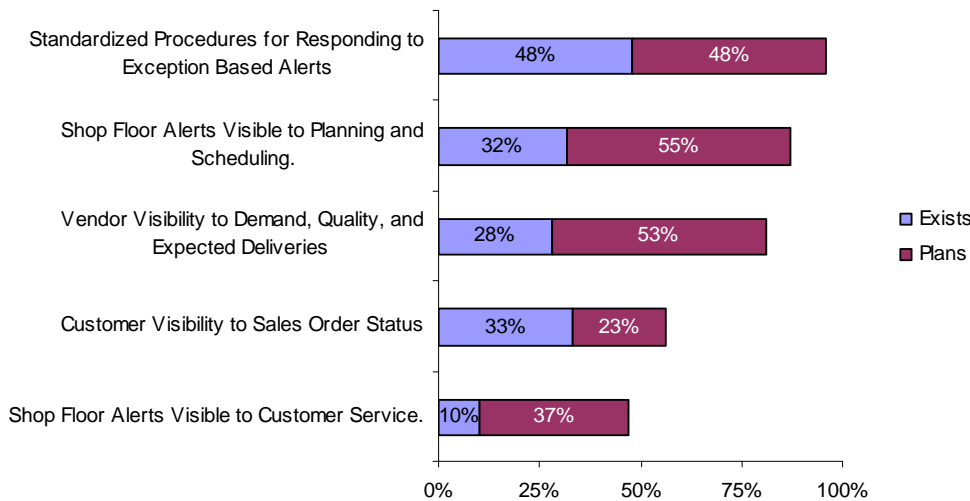 Standardized Procedures for Responding to
Exception Based Alerts
48%
48%
Shop Floor Alerts Visible to Planning and
Scheduling.
32%
55%
Vendor Visibility to Demand, Quality, and
Expected Deliveries
28%
53%
Customer Visibility to Sales Order Status
33%
23%
Shop Floor Alerts Visible to Customer Service.
10%
37%
0%
25%
50%
75%
100%
Exists
Plans